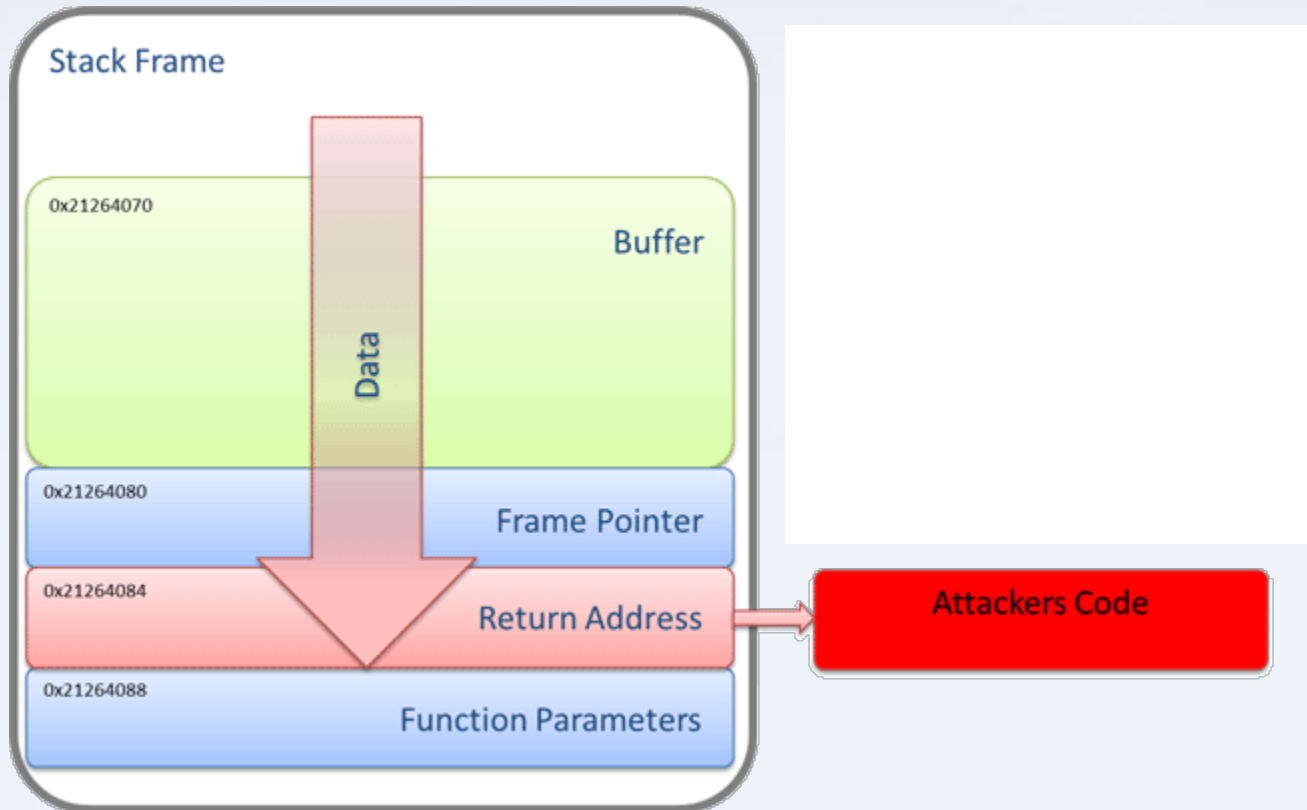 Stack Frame
0x21264070
Buffer
Data
0x21264080
Frame Pointer
0x21264084
Return Address
Attackers Code
0x21264088
Function Parameters